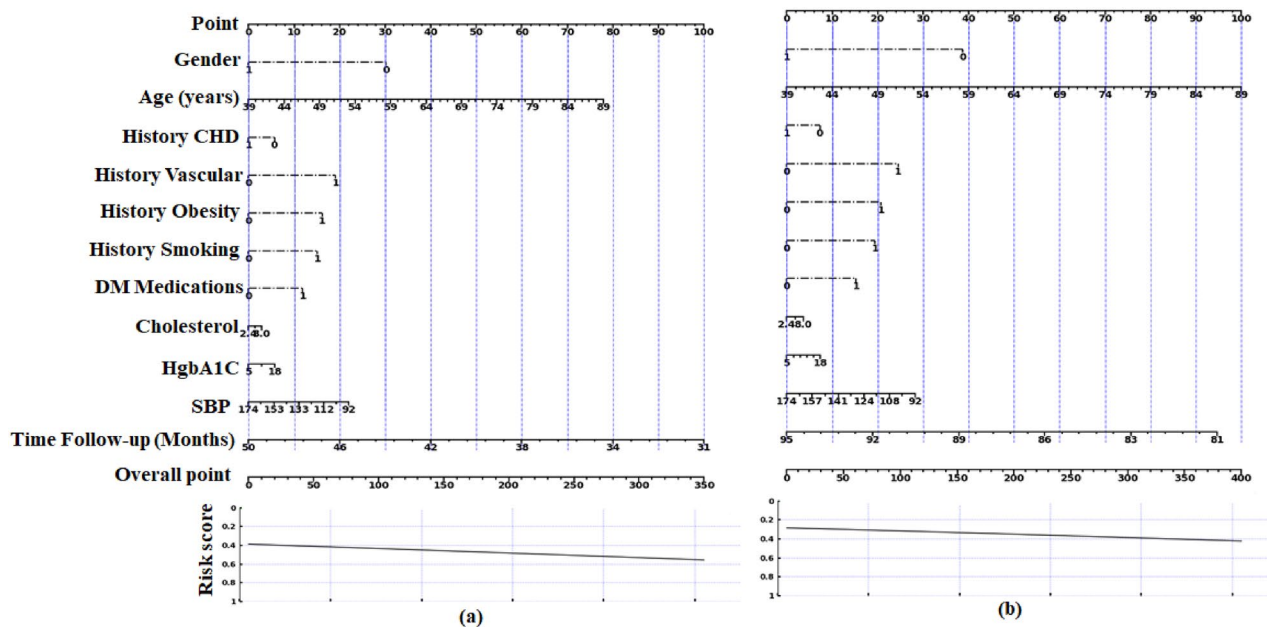 Point
0 10 20 30 40 50 60 70 80 90 100
0 10 20 30 40 50 60 70 80 90 100
Gender
1 0
1 0
Age (years)
39 44 49 54 59 64 69 74 79 84 89
39 44 49 54 59 64 69 74 79 84 89
History CHD
1 0
1 0
History Vascular
0 1
0 1
History Obesity
0 1
0 1
History Smoking
0 1
0 1
DM Medications
0 1
0 1
Cholesterol
2.4 8.0
2.4 8.0
HgbA1C
5 18
5 18
SBP
174 153 133 112 92
174 157 141 124 108 92
Time Follow-up (Months)
50 46 42 38 34 31
95 92 89 86 83 81
Overall point
0 50 100 150 200 250 300 350
0 50 100 150 200 250 300 350 400
Risk score
0
0.2
0.4
0.6
0.8
1
0
0.2
0.4
0.6
0.8
1
(a)
(b)